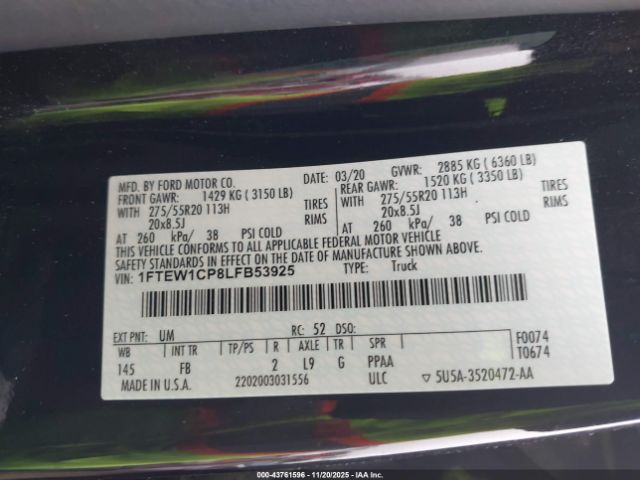 MFD. BY FORD MOTOR CO. DATE: 03/20 GVWR: 2885 KG ( 6360 LB)
FRONT GAWR: 1429 KG ( 3150 LB) REAR GAWR: 1520 KG ( 3350 LB)
WITH 275/55R20 113H TIRES WITH 275/55R20 113H TIRES
20x8.5J RIMS 20x8.5J RIMS
AT 260 kPa/ 38 PSI COLD AT 260 kPa/ 38 PSI COLD
THIS VEHICLE CONFORMS TO ALL APPLICABLE FEDERAL MOTOR VEHICLE
SAFETY STANDARDS IN EFFECT ON THE DATE OF MANUFACTURE SHOWN ABOVE.
VIN: 1FTEW1CP8LFB53925 TYPE: Truck
EXT PNT: UM RC: 52 DSO: F0074
WB INT TR TP/PS R AXLE TR SPR T0674
145 FB 2 L9 G PPAA
MADE IN U.S.A. 2202003031556 ULC ▽ 5U5A-3520472-AA
© IAAI 43761596 — 11/20/2025 — IAAI.COM